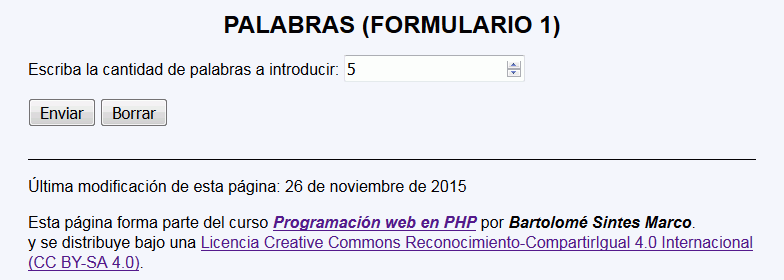 PALABRAS (FORMULARIO 1)
Escriba la cantidad de palabras a introducir: 5
Enviar Borrar
Última modificación de esta página: 26 de noviembre de 2015
Esta página forma parte del curso Programación web en PHP por Bartolomé Sintes Marco.
y se distribuye bajo una Licencia Creative Commons Reconocimiento-CompartirIgual 4.0 Internacional
(CC BY-SA 4.0).